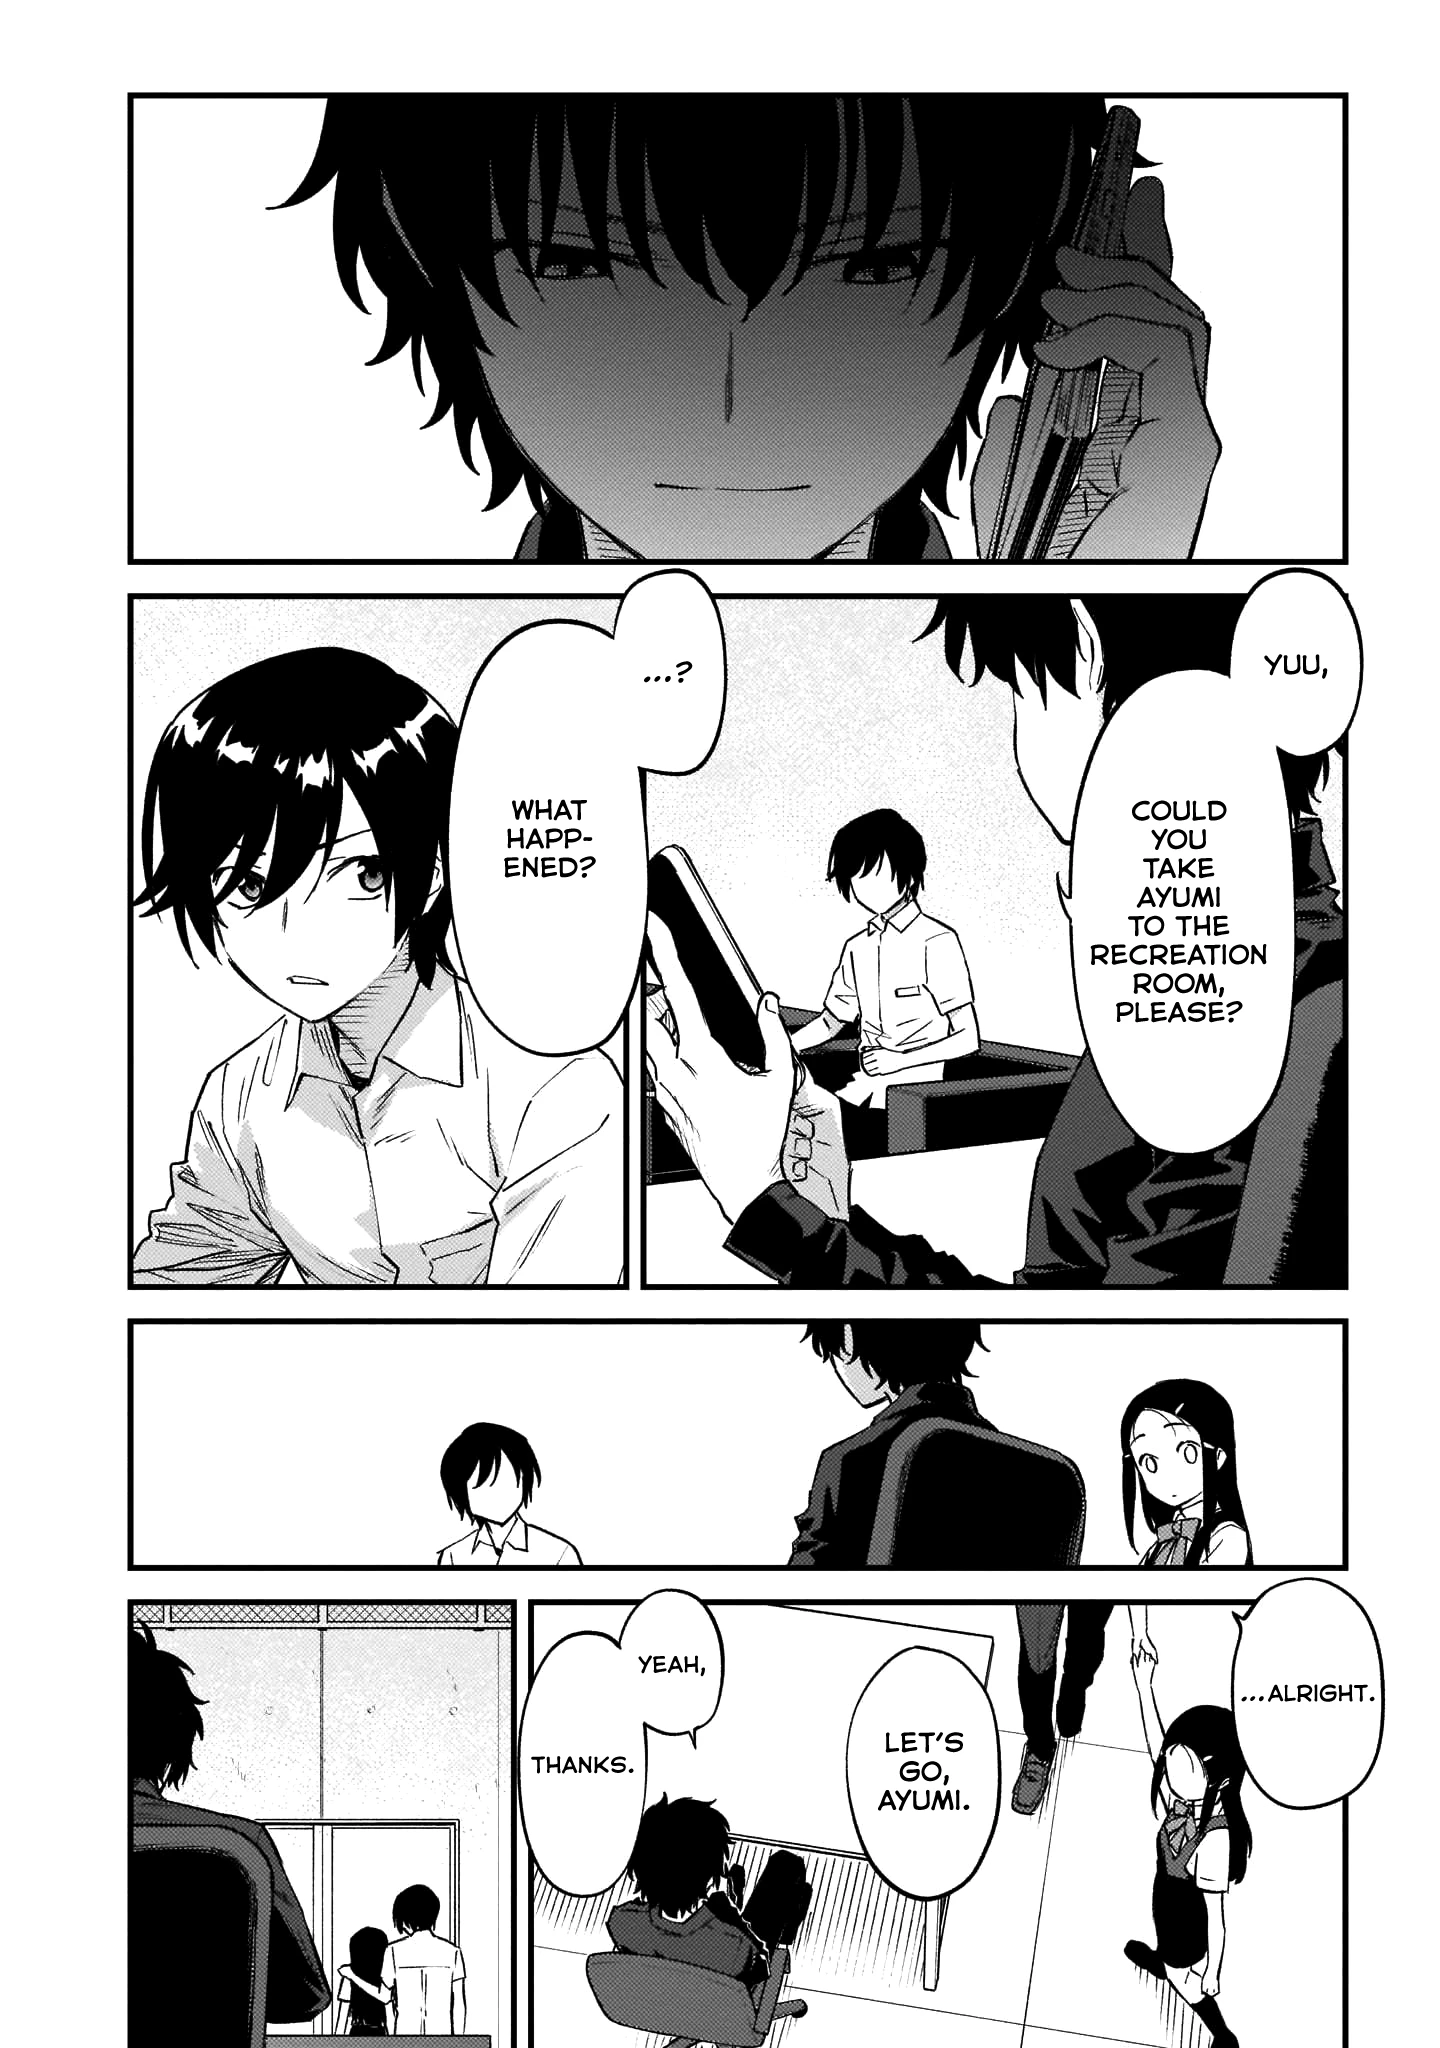 YUU,
COULD
YOU
TAKE
AYUMI
TO THE
RECREATION
ROOM,
PLEASE?
...?
WHAT
HAPP-
ENED?
...ALRIGHT.
LET'S
GO,
AYUMI.
YEAH,
THANKS.